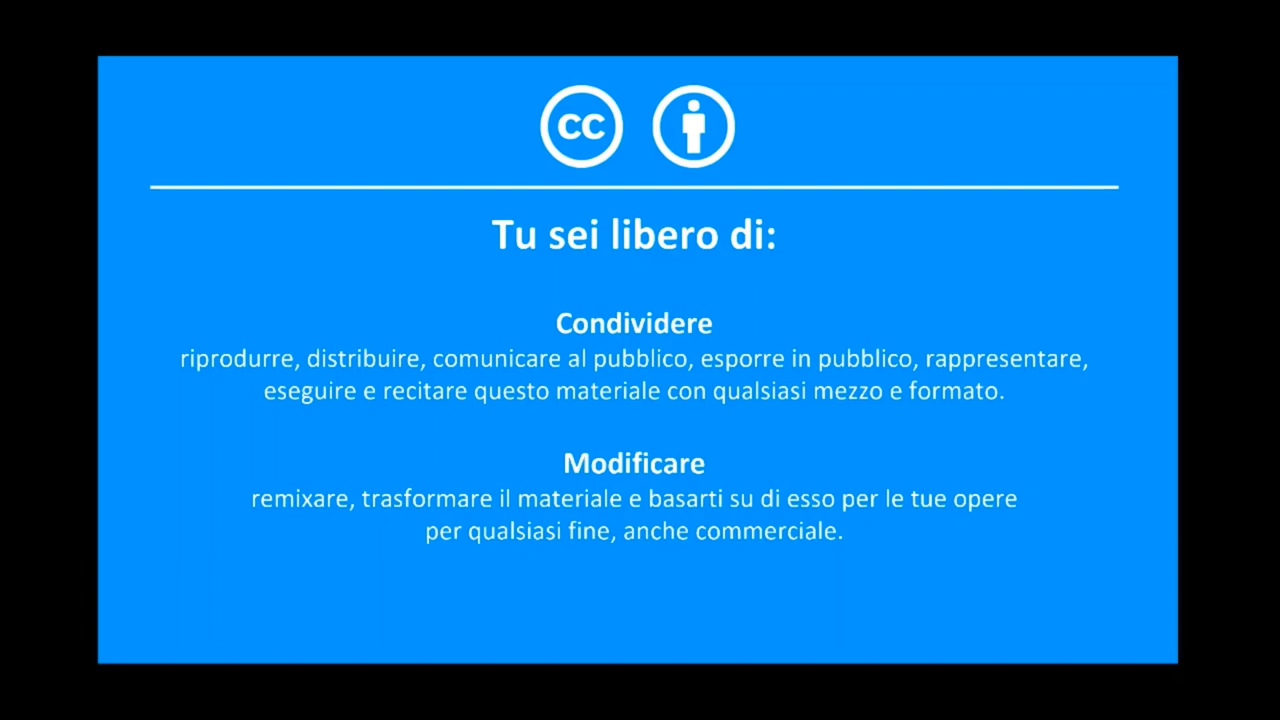 cc
Tu sei libero di:
Condividere
riprodurre, distribuire, comunicare al pubblico, esporre in pubblico, rappresentare,
eseguire e recitare questo materiale con qualsiasi mezzo e formato.
Modificare
remixare, trasformare il materiale e basarti su di esso per le tue opere
per qualsiasi fine, anche commerciale.